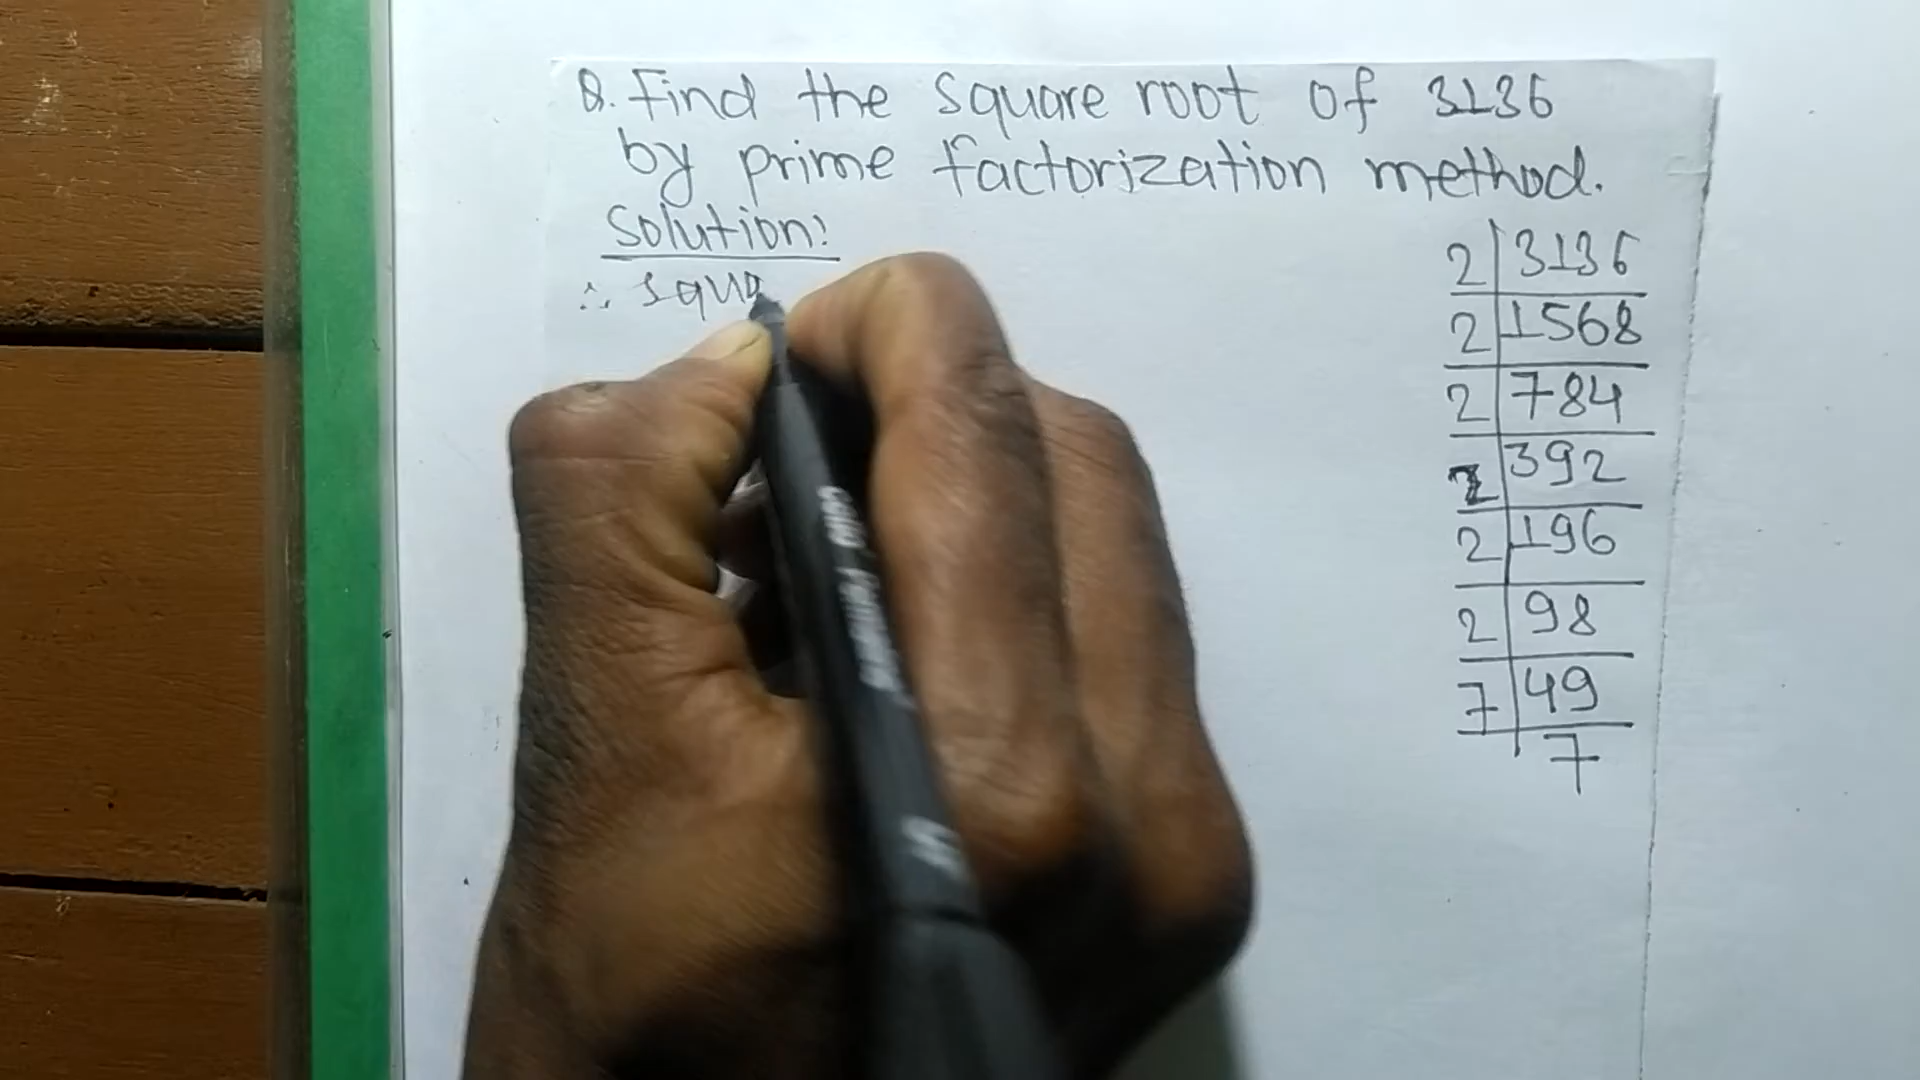 Q. Find the square root of 3136
by prime factorization method.
Solution:
∴ squa
2 3136
2 1568
2 784
2 392
2 196
2 98
7 49
7